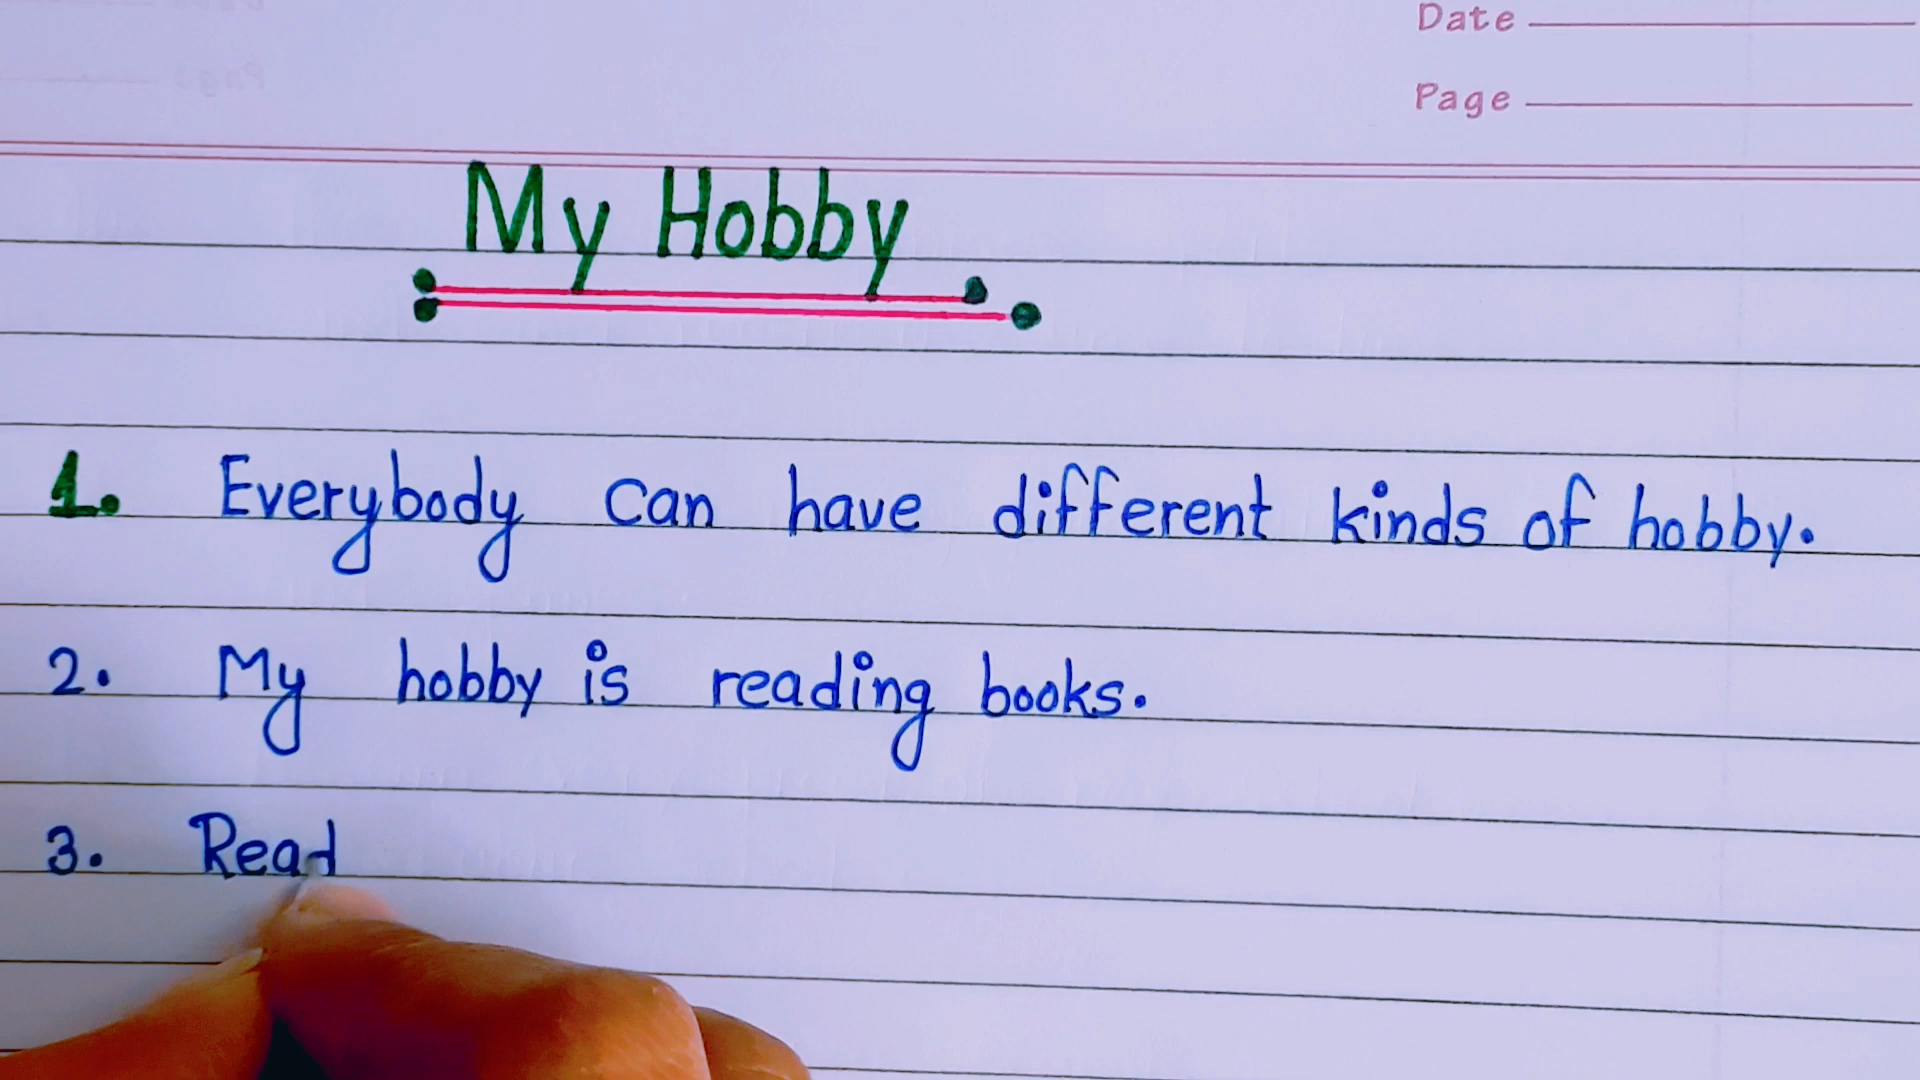 Date
Page
My Hobby
1. Everybody can have different kinds of hobby.
2. My hobby is reading books.
3. Read